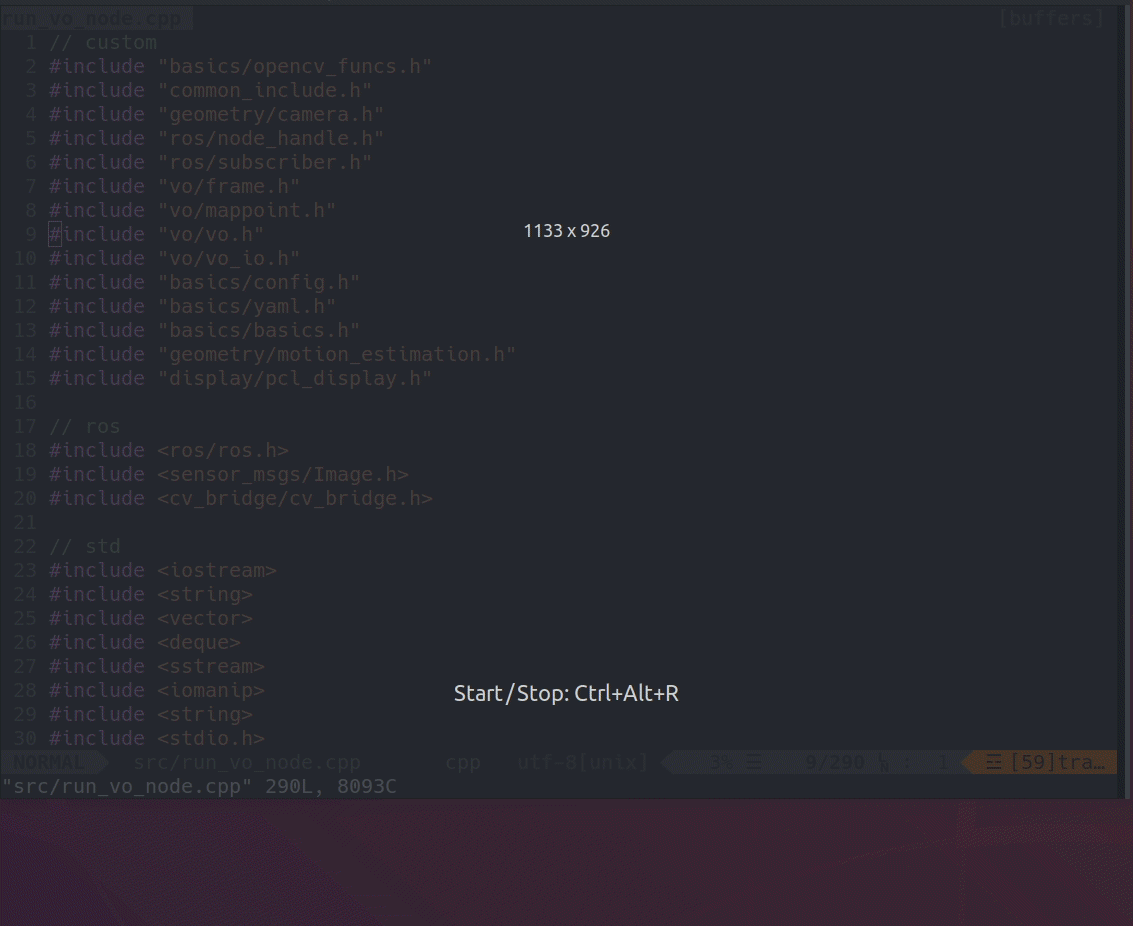 run_vo_node.cpp [buffers]
1 // custom
2 #include "basics/opencv_funcs.h"
3 #include "common_include.h"
4 #include "geometry/camera.h"
5 #include "ros/node_handle.h"
6 #include "ros/subscriber.h"
7 #include "vo/frame.h"
8 #include "vo/mappoint.h"
9 #include "vo/vo.h"
1133 x 926
10 #include "vo/vo_io.h"
11 #include "basics/config.h"
12 #include "basics/yaml.h"
13 #include "basics/basics.h"
14 #include "geometry/motion_estimation.h"
15 #include "display/pcl_display.h"
16
17 // ros
18 #include <ros/ros.h>
19 #include <sensor_msgs/Image.h>
20 #include <cv_bridge/cv_bridge.h>
21
22 // std
23 #include <iostream>
24 #include <string>
25 #include <vector>
26 #include <deque>
27 #include <sstream>
28 #include <iomanip>
Start/Stop: Ctrl+Alt+R
29 #include <string>
30 #include <stdio.h>
NORMAL src/run_vo_node.cpp cpp utf-8[unix] 3% ☰ 9/290 ㏑ : 1 ☲ [59]tra…
"src/run_vo_node.cpp" 290L, 8093C